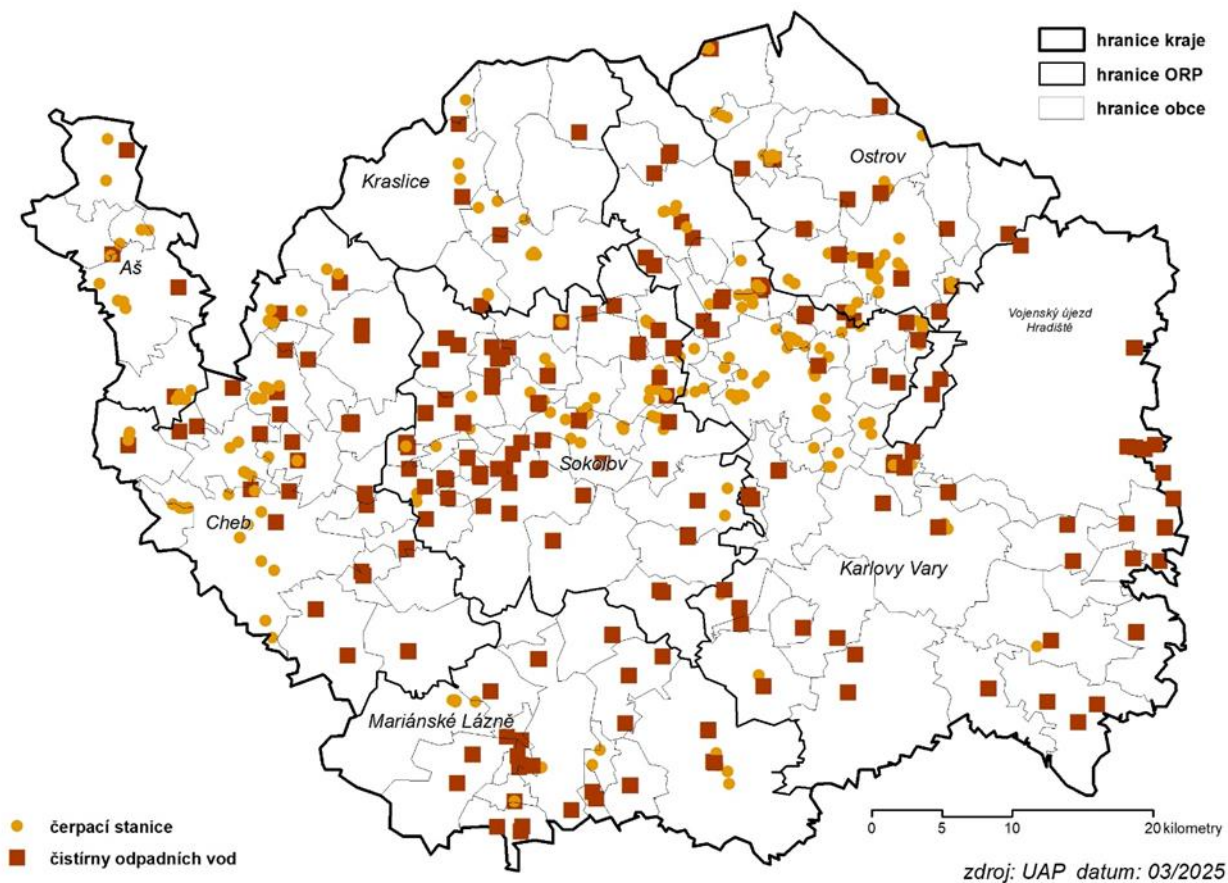 hranice kraje
hranice ORP
hranice obce
Ostrov
Kraslice
Aš
Vojenský újezd
Hradiště
Sokolov
Cheb
Karlovy Vary
Mariánské Lázně
čerpací stanice
čistírny odpadních vod
0 5 10 20 kilometry
zdroj: UAP datum: 03/2025